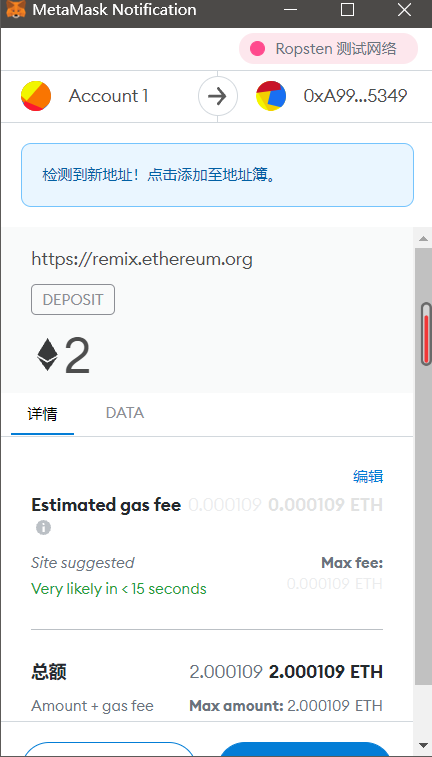 MetaMask Notification
Ropsten 测试网络
Account 1 0xA99...5349
检测到新地址！点击添加至地址簿。
https://remix.ethereum.org
DEPOSIT
2
详情 DATA
编辑
Estimated gas fee 0.000109 0.000109 ETH
Site suggested Max fee:
Very likely in < 15 seconds 0.000109 ETH
总额 2.000109 2.000109 ETH
Amount + gas fee Max amount: 2.000109 ETH